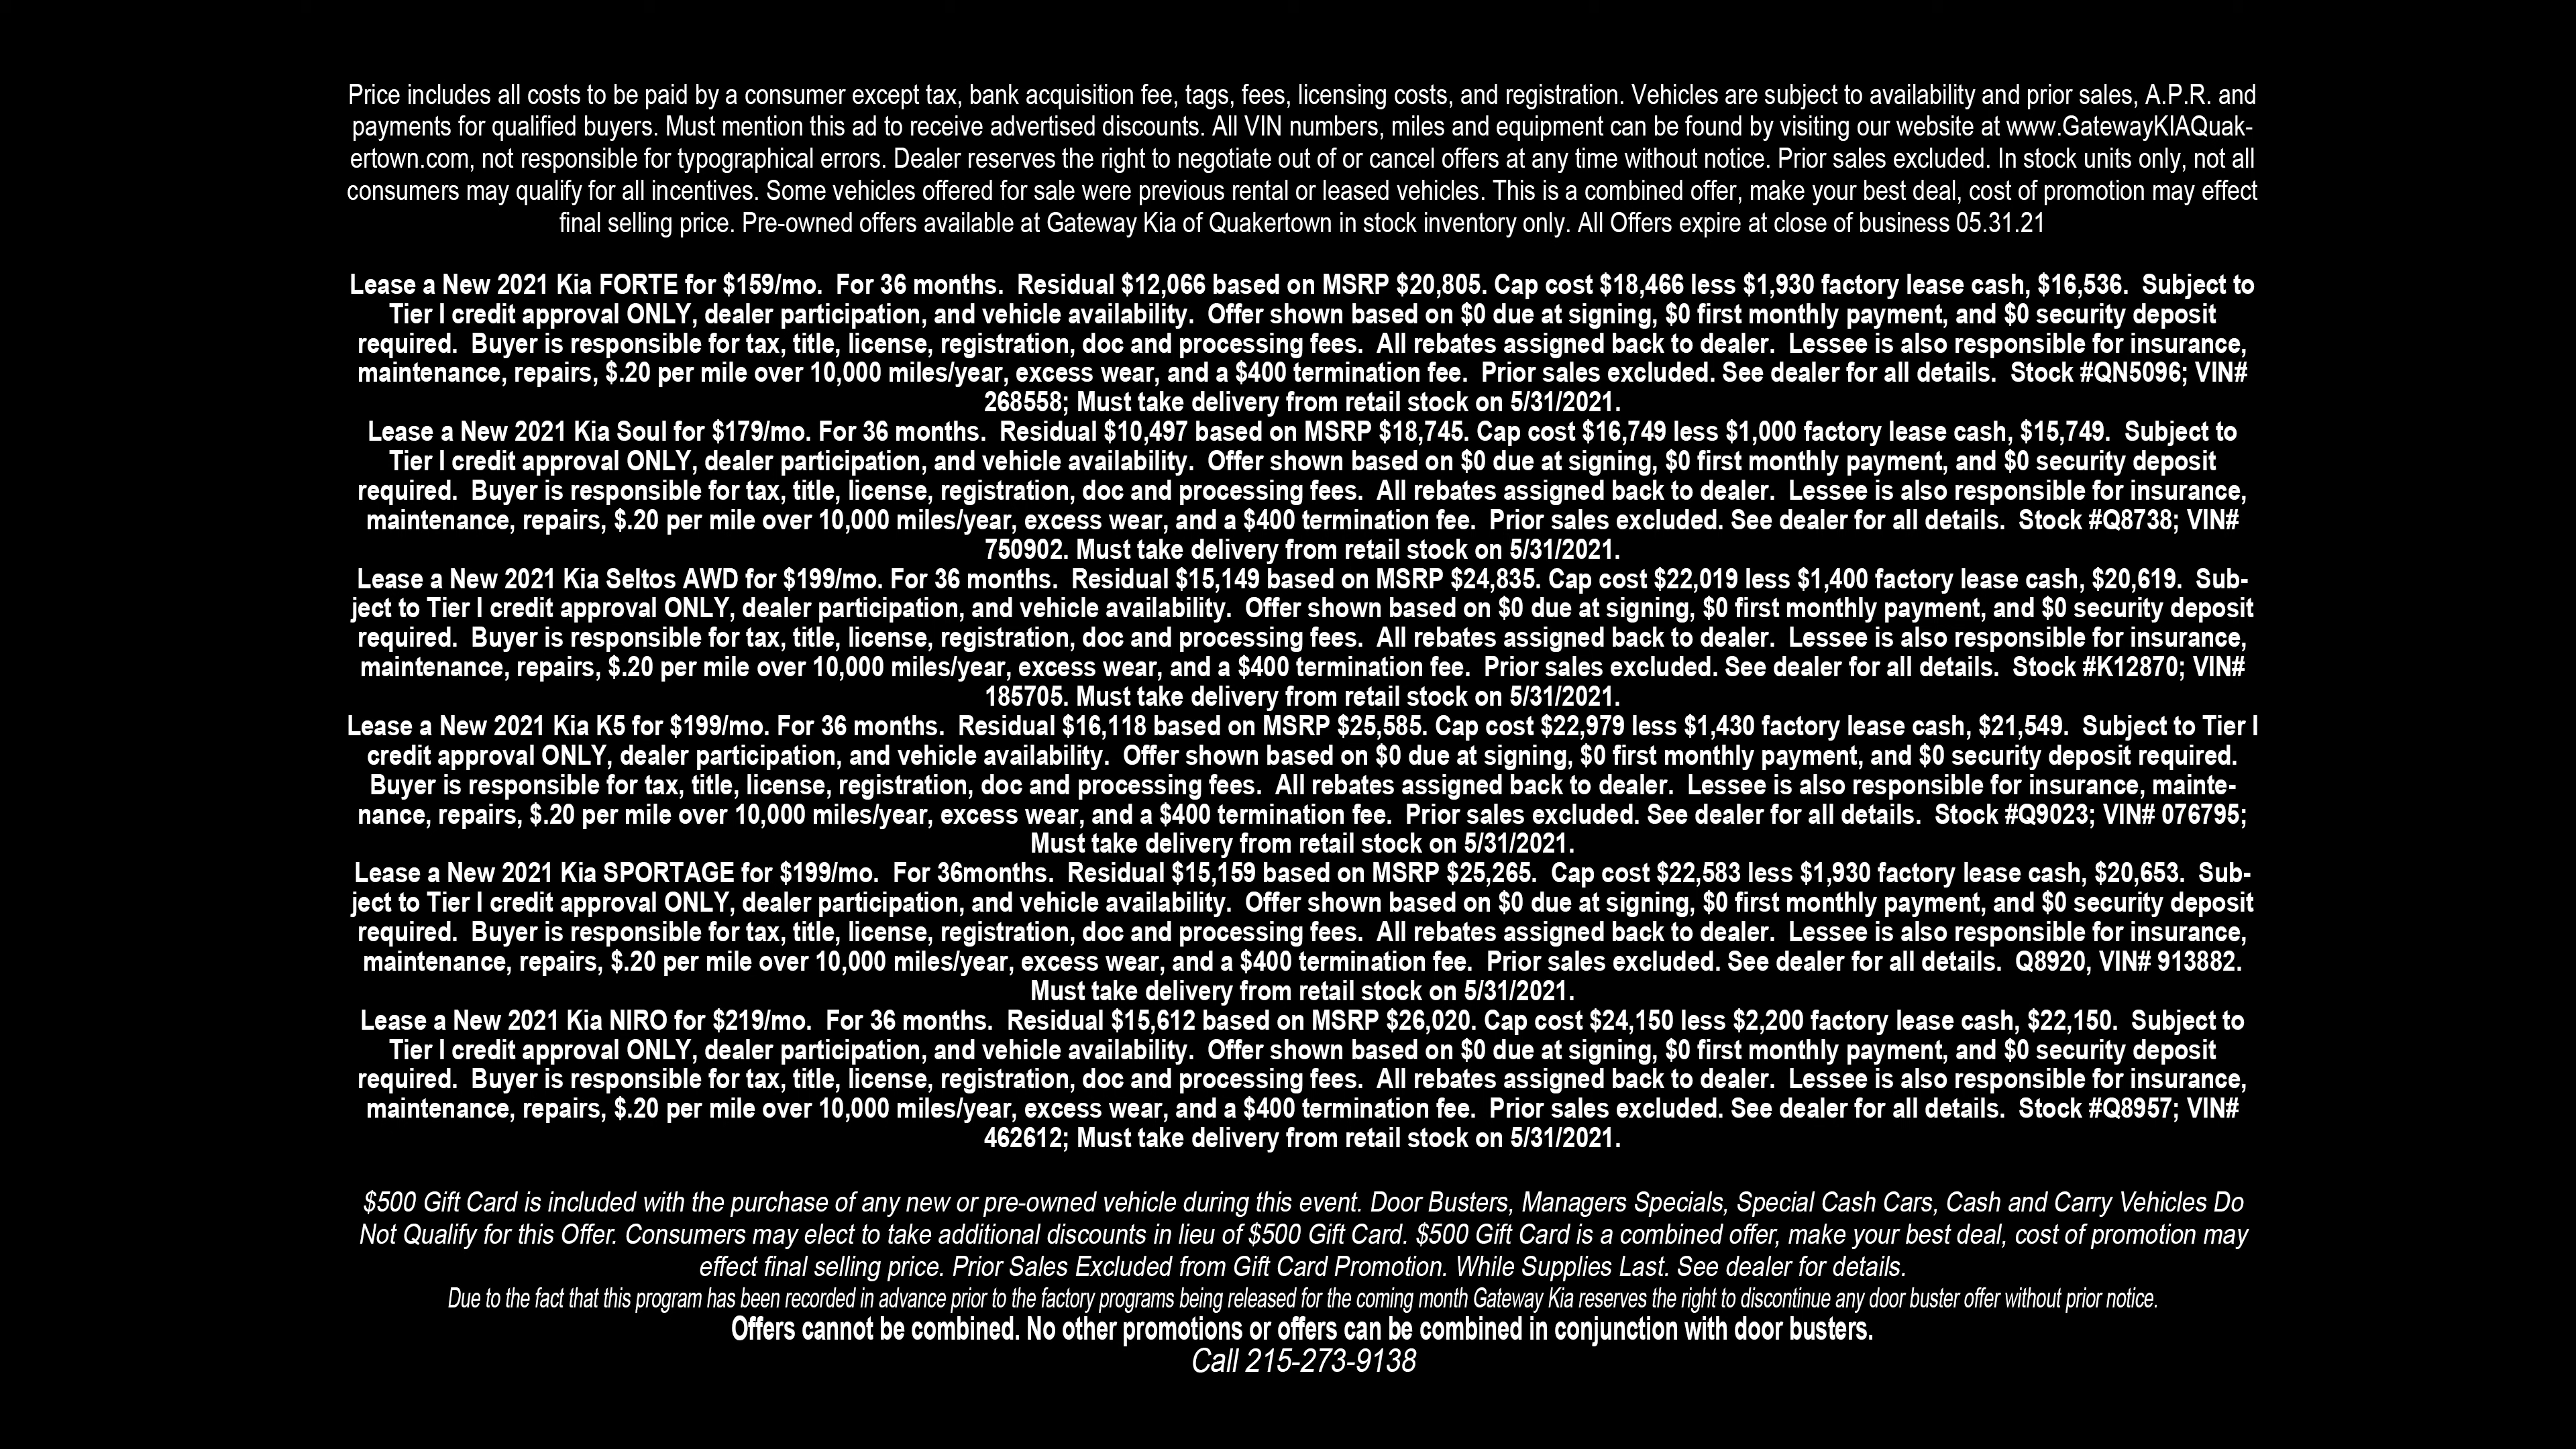 Price includes all costs to be paid by a consumer except tax, bank acquisition fee, tags, fees, licensing costs, and registration. Vehicles are subject to availability and prior sales, A.P.R. and
payments for qualified buyers. Must mention this ad to receive advertised discounts. All VIN numbers, miles and equipment can be found by visiting our website at www.GatewayKIAQuak-
ertown.com, not responsible for typographical errors. Dealer reserves the right to negotiate out of or cancel offers at any time without notice. Prior sales excluded. In stock units only, not all
consumers may qualify for all incentives. Some vehicles offered for sale were previous rental or leased vehicles. This is a combined offer, make your best deal, cost of promotion may effect
final selling price. Pre-owned offers available at Gateway Kia of Quakertown in stock inventory only. All Offers expire at close of business 05.31.21
Lease a New 2021 Kia FORTE for $159/mo. For 36 months. Residual $12,066 based on MSRP $20,805. Cap cost $18,466 less $1,930 factory lease cash, $16,536. Subject to
Tier I credit approval ONLY, dealer participation, and vehicle availability. Offer shown based on $0 due at signing, $0 first monthly payment, and $0 security deposit
required. Buyer is responsible for tax, title, license, registration, doc and processing fees. All rebates assigned back to dealer. Lessee is also responsible for insurance,
maintenance, repairs, $.20 per mile over 10,000 miles/year, excess wear, and a $400 termination fee. Prior sales excluded. See dealer for all details. Stock #QN5096; VIN#
268558; Must take delivery from retail stock on 5/31/2021.
Lease a New 2021 Kia Soul for $179/mo. For 36 months. Residual $10,497 based on MSRP $18,745. Cap cost $16,749 less $1,000 factory lease cash, $15,749. Subject to
Tier I credit approval ONLY, dealer participation, and vehicle availability. Offer shown based on $0 due at signing, $0 first monthly payment, and $0 security deposit
required. Buyer is responsible for tax, title, license, registration, doc and processing fees. All rebates assigned back to dealer. Lessee is also responsible for insurance,
maintenance, repairs, $.20 per mile over 10,000 miles/year, excess wear, and a $400 termination fee. Prior sales excluded. See dealer for all details. Stock #Q8738; VIN#
750902. Must take delivery from retail stock on 5/31/2021.
Lease a New 2021 Kia Seltos AWD for $199/mo. For 36 months. Residual $15,149 based on MSRP $24,835. Cap cost $22,019 less $1,400 factory lease cash, $20,619. Sub-
ject to Tier I credit approval ONLY, dealer participation, and vehicle availability. Offer shown based on $0 due at signing, $0 first monthly payment, and $0 security deposit
required. Buyer is responsible for tax, title, license, registration, doc and processing fees. All rebates assigned back to dealer. Lessee is also responsible for insurance,
maintenance, repairs, $.20 per mile over 10,000 miles/year, excess wear, and a $400 termination fee. Prior sales excluded. See dealer for all details. Stock #K12870; VIN#
185705. Must take delivery from retail stock on 5/31/2021.
Lease a New 2021 Kia K5 for $199/mo. For 36 months. Residual $16,118 based on MSRP $25,585. Cap cost $22,979 less $1,430 factory lease cash, $21,549. Subject to Tier I
credit approval ONLY, dealer participation, and vehicle availability. Offer shown based on $0 due at signing, $0 first monthly payment, and $0 security deposit required.
Buyer is responsible for tax, title, license, registration, doc and processing fees. All rebates assigned back to dealer. Lessee is also responsible for insurance, mainte-
nance, repairs, $.20 per mile over 10,000 miles/year, excess wear, and a $400 termination fee. Prior sales excluded. See dealer for all details. Stock #Q9023; VIN# 076795;
Must take delivery from retail stock on 5/31/2021.
Lease a New 2021 Kia SPORTAGE for $199/mo. For 36months. Residual $15,159 based on MSRP $25,265. Cap cost $22,583 less $1,930 factory lease cash, $20,653. Sub-
ject to Tier I credit approval ONLY, dealer participation, and vehicle availability. Offer shown based on $0 due at signing, $0 first monthly payment, and $0 security deposit
required. Buyer is responsible for tax, title, license, registration, doc and processing fees. All rebates assigned back to dealer. Lessee is also responsible for insurance,
maintenance, repairs, $.20 per mile over 10,000 miles/year, excess wear, and a $400 termination fee. Prior sales excluded. See dealer for all details. Q8920, VIN# 913882.
Must take delivery from retail stock on 5/31/2021.
Lease a New 2021 Kia NIRO for $219/mo. For 36 months. Residual $15,612 based on MSRP $26,020. Cap cost $24,150 less $2,200 factory lease cash, $22,150. Subject to
Tier I credit approval ONLY, dealer participation, and vehicle availability. Offer shown based on $0 due at signing, $0 first monthly payment, and $0 security deposit
required. Buyer is responsible for tax, title, license, registration, doc and processing fees. All rebates assigned back to dealer. Lessee is also responsible for insurance,
maintenance, repairs, $.20 per mile over 10,000 miles/year, excess wear, and a $400 termination fee. Prior sales excluded. See dealer for all details. Stock #Q8957; VIN#
462612; Must take delivery from retail stock on 5/31/2021.
$500 Gift Card is included with the purchase of any new or pre-owned vehicle during this event. Door Busters, Managers Specials, Special Cash Cars, Cash and Carry Vehicles Do
Not Qualify for this Offer. Consumers may elect to take additional discounts in lieu of $500 Gift Card. $500 Gift Card is a combined offer, make your best deal, cost of promotion may
effect final selling price. Prior Sales Excluded from Gift Card Promotion. While Supplies Last. See dealer for details.
Due to the fact that this program has been recorded in advance prior to the factory programs being released for the coming month Gateway Kia reserves the right to discontinue any door buster offer without prior notice.
Offers cannot be combined. No other promotions or offers can be combined in conjunction with door busters.
Call 215-273-9138